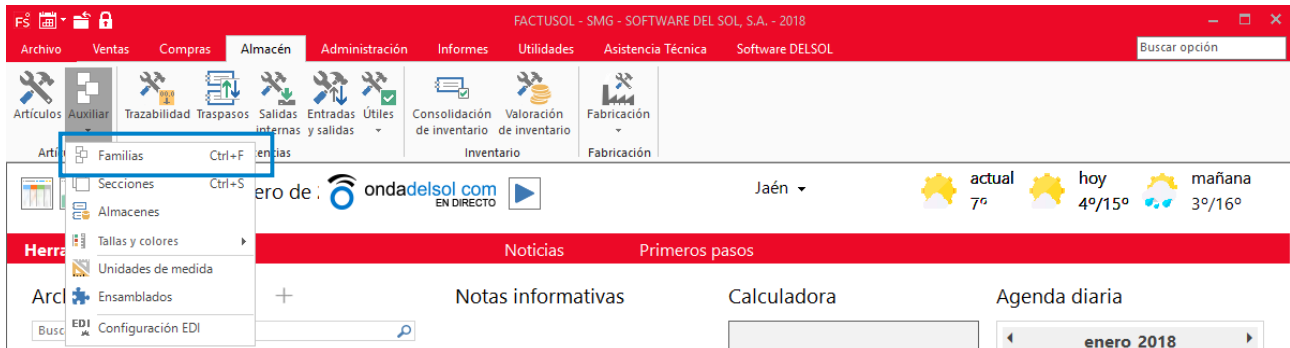 FS
FACTUSOL - SMG - SOFTWARE DEL SOL, S.A. - 2018
Archivo Ventas Compras Almacén Administración Informes Utilidades Asistencia Técnica Software DELSOL Buscar opción
Artículos Auxiliar Trazabilidad Traspasos Salidas internas Entradas y salidas Útiles Consolidación de inventario Valoración de inventario Fabricación
Inventario Fabricación
Familias Ctrl+F
Secciones Ctrl+S
Almacenes
Tallas y colores
Unidades de medida
Ensamblados
EDI Configuración EDI
ondadelsol com
EN DIRECTO
Jaén
actual hoy mañana
7º 4º/15º 3º/16º
Noticias Primeros pasos
Notas informativas Calculadora Agenda diaria
enero 2018